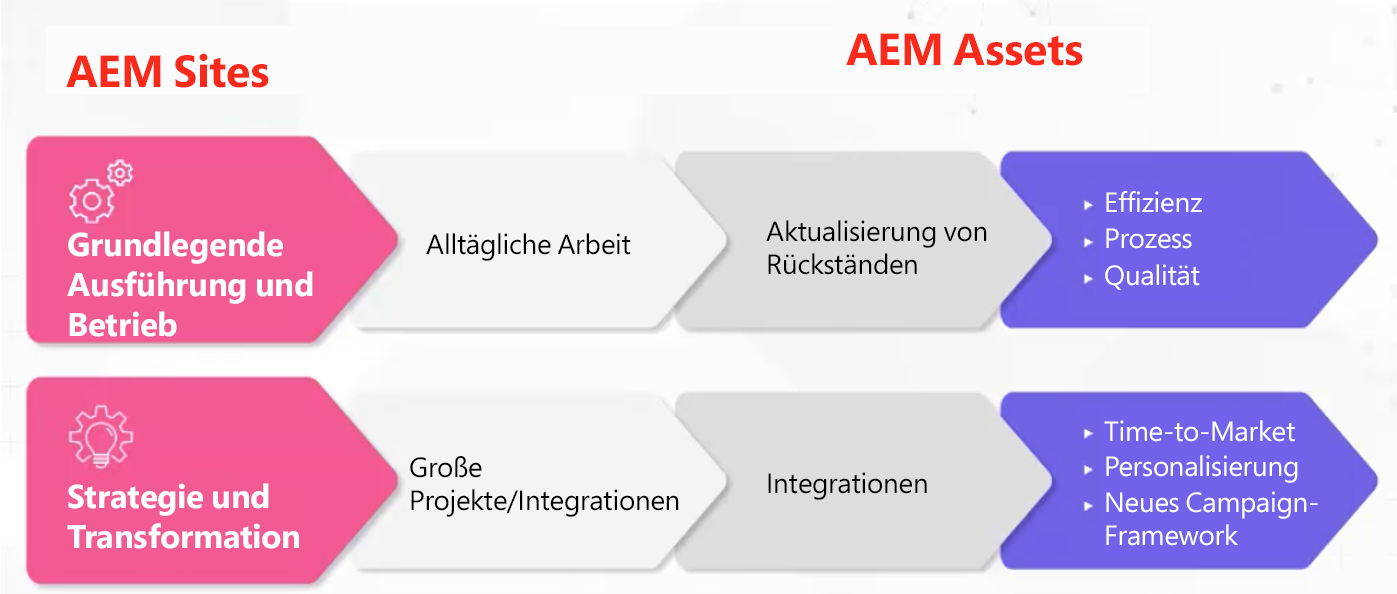 AEM Sites
AEM Assets
Grundlegende
Ausführung und
Betrieb
Alltägliche Arbeit
Aktualisierung von
Rückständen
Effizienz
Prozess
Qualität
Strategie und
Transformation
Große
Projekte/Integrationen
Integrationen
Time-to-Market
Personalisierung
Neues Campaign-
Framework